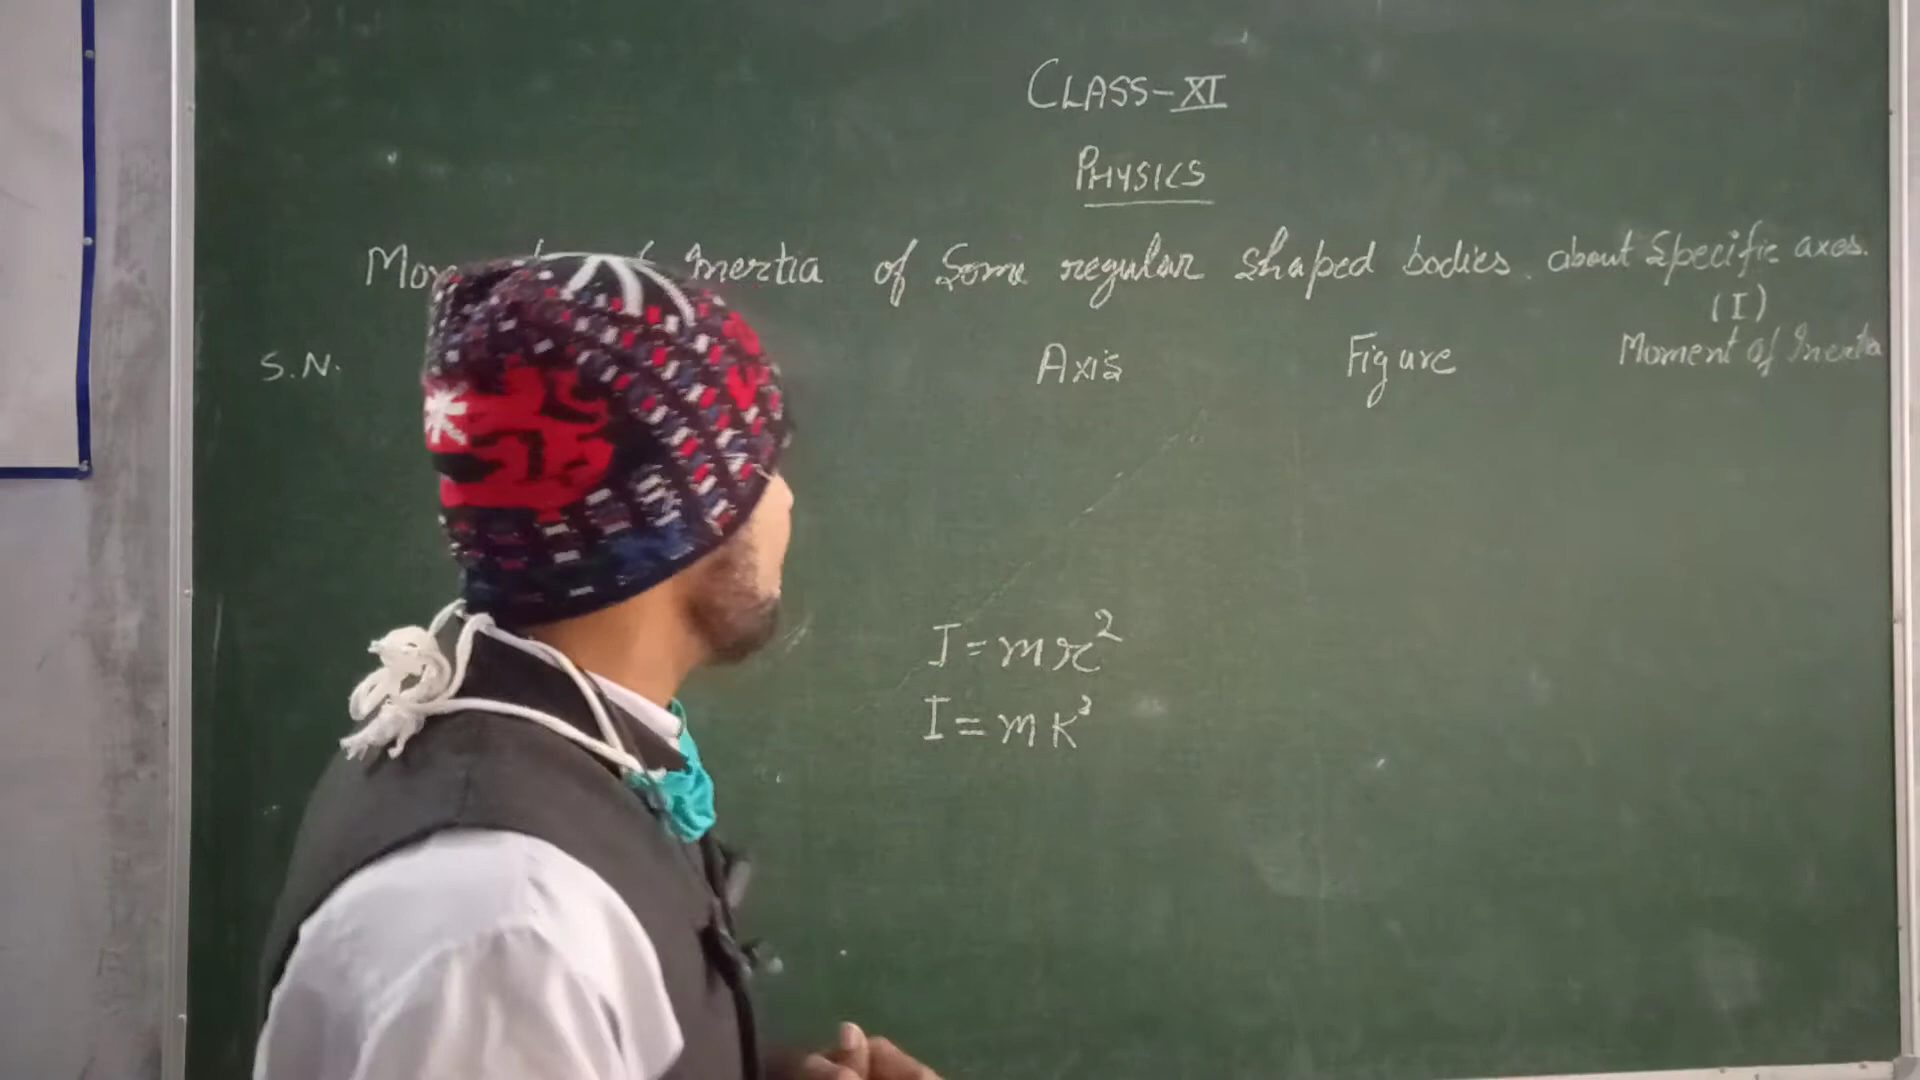 CLASS-XI
PHYSICS
Inertia of Some regular shaped bodies. about Specific axes.
(I)
S.N. Axis Figure Moment of Inertia
I=mr²
I=mK²